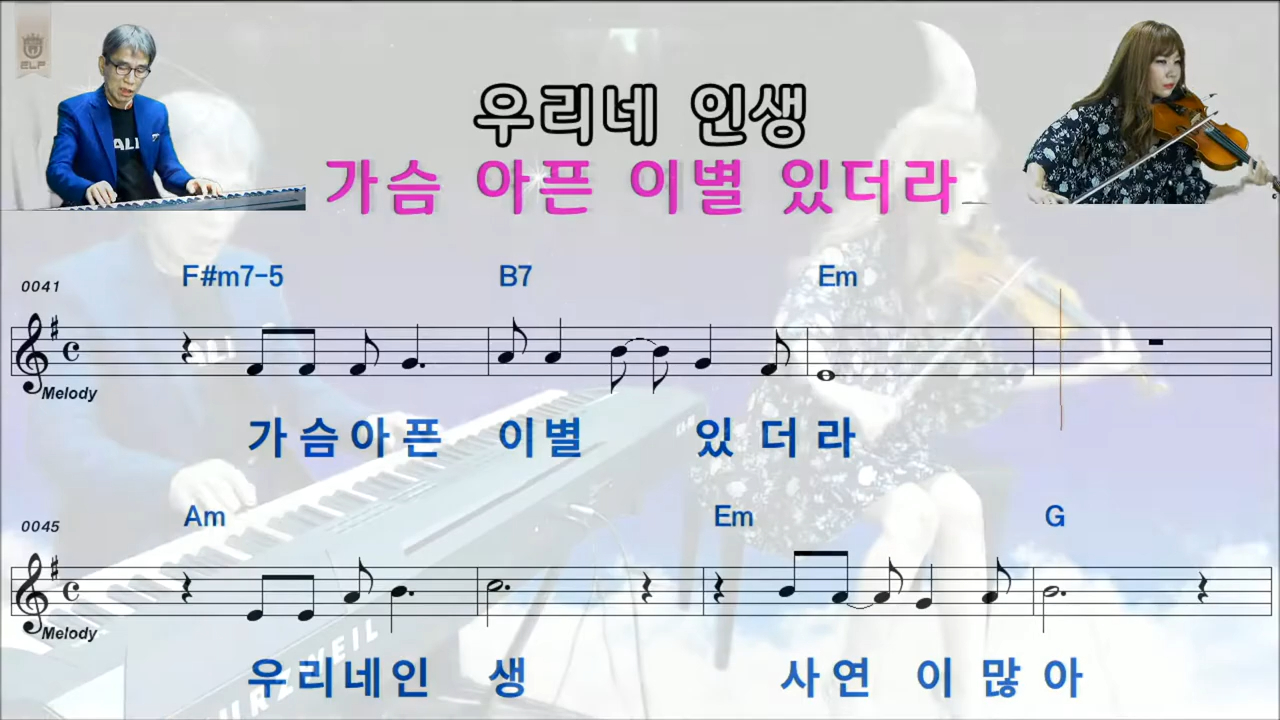 ELF
우리네 인생
가슴 아픈 이별 있더라
F#m7-5 B7 Em
0041
Melody
가슴아픈 이별 있더라
Am Em G
0045
Melody
우리네인 생 사연 이 많아
KURZWEIL